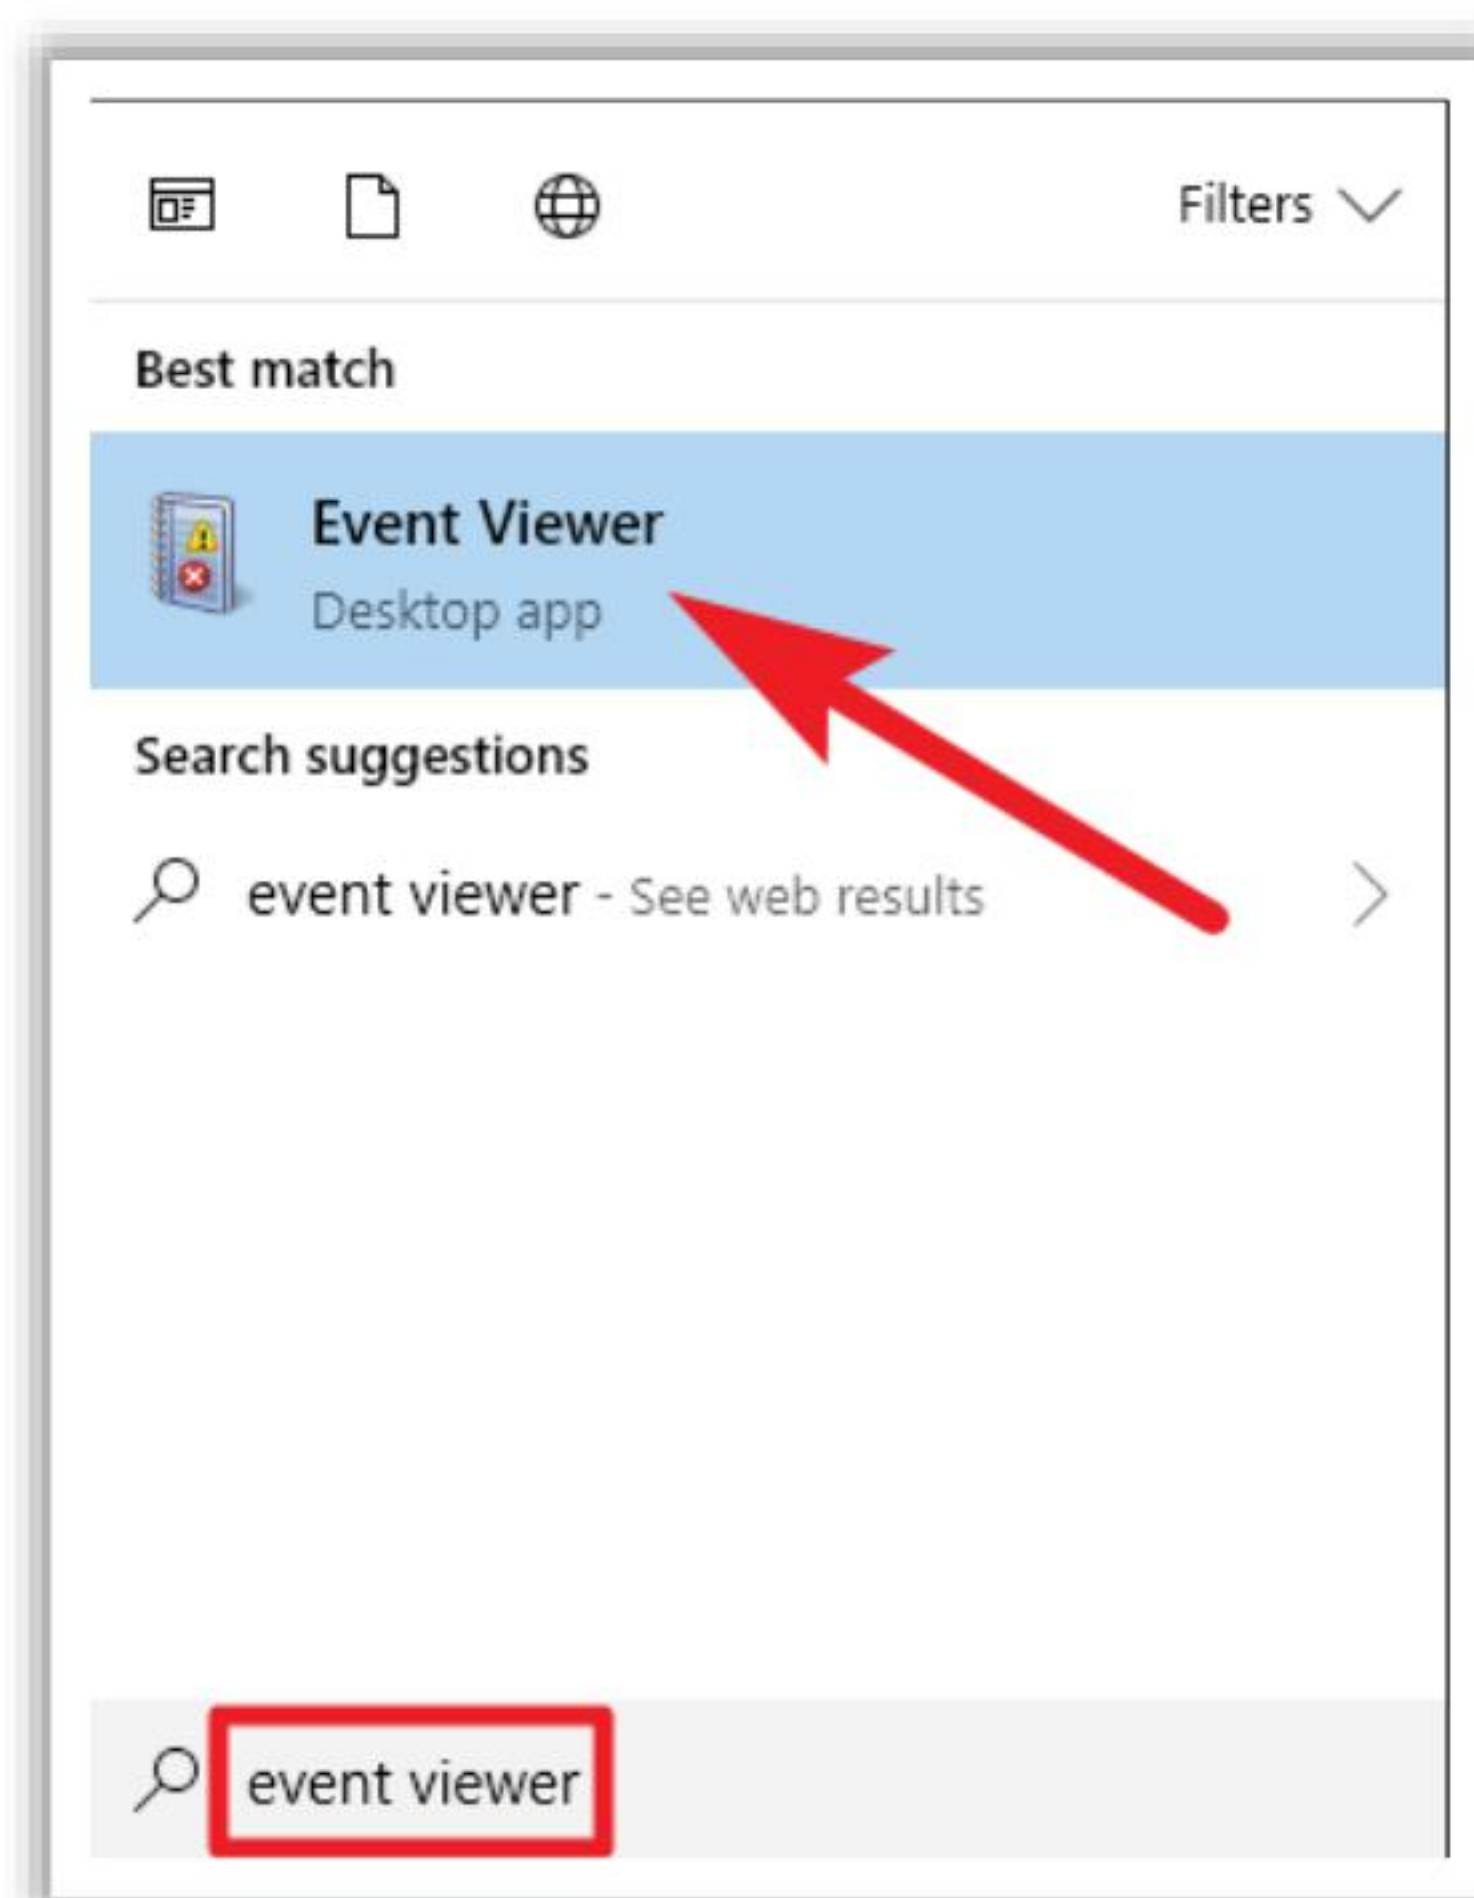 Filters
Best match
Event Viewer
Desktop app
Search suggestions
event viewer - See web results
event viewer